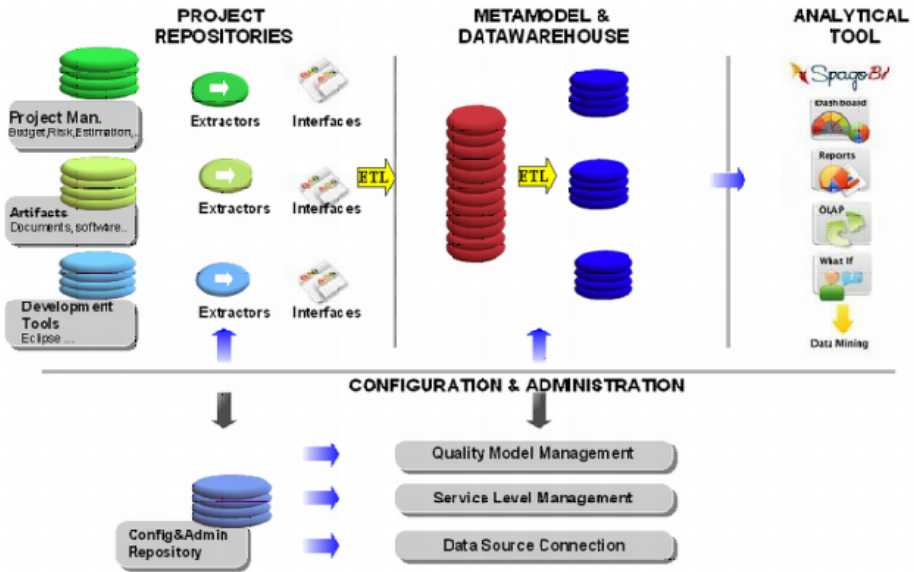 PROJECT
REPOSITORIES
METAMODEL &
DATAWAREHOUSE
ANALYTICAL
TOOL
SpagoBI
Project Man.
Budget,Risk,Estimation,..
Extractors
Interfaces
ETL
ETL
Dashboard
Reports
Artifacts
Documents, software...
Extractors
Interfaces
OLAP
What If
Development
Tools
Eclipse ...
Extractors
Interfaces
Data Mining
CONFIGURATION & ADMINISTRATION
Quality Model Management
Service Level Management
Config&Admin
Repository
Data Source Connection